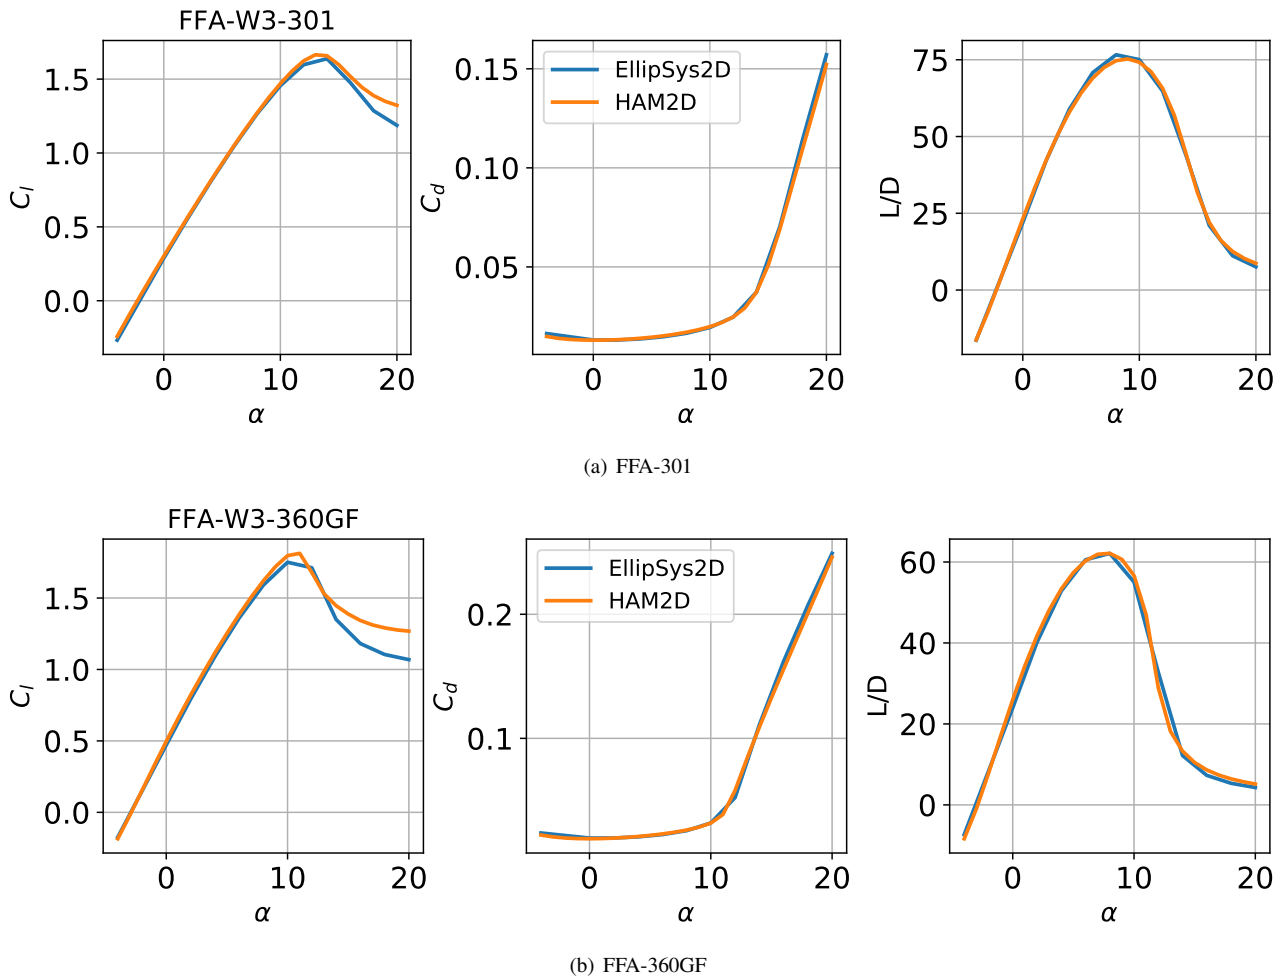 FFA-W3-301
1.5
1.0
0.5
0.0
C_l
0 10 20
α
0.15
0.10
0.05
C_d
EllipSys2D
HAM2D
0 10 20
α
75
50
25
0
L/D
0 10 20
α
(a) FFA-301
FFA-W3-360GF
1.5
1.0
0.5
0.0
C_l
0 10 20
α
0.2
0.1
C_d
EllipSys2D
HAM2D
0 10 20
α
60
40
20
0
L/D
0 10 20
α
(b) FFA-360GF